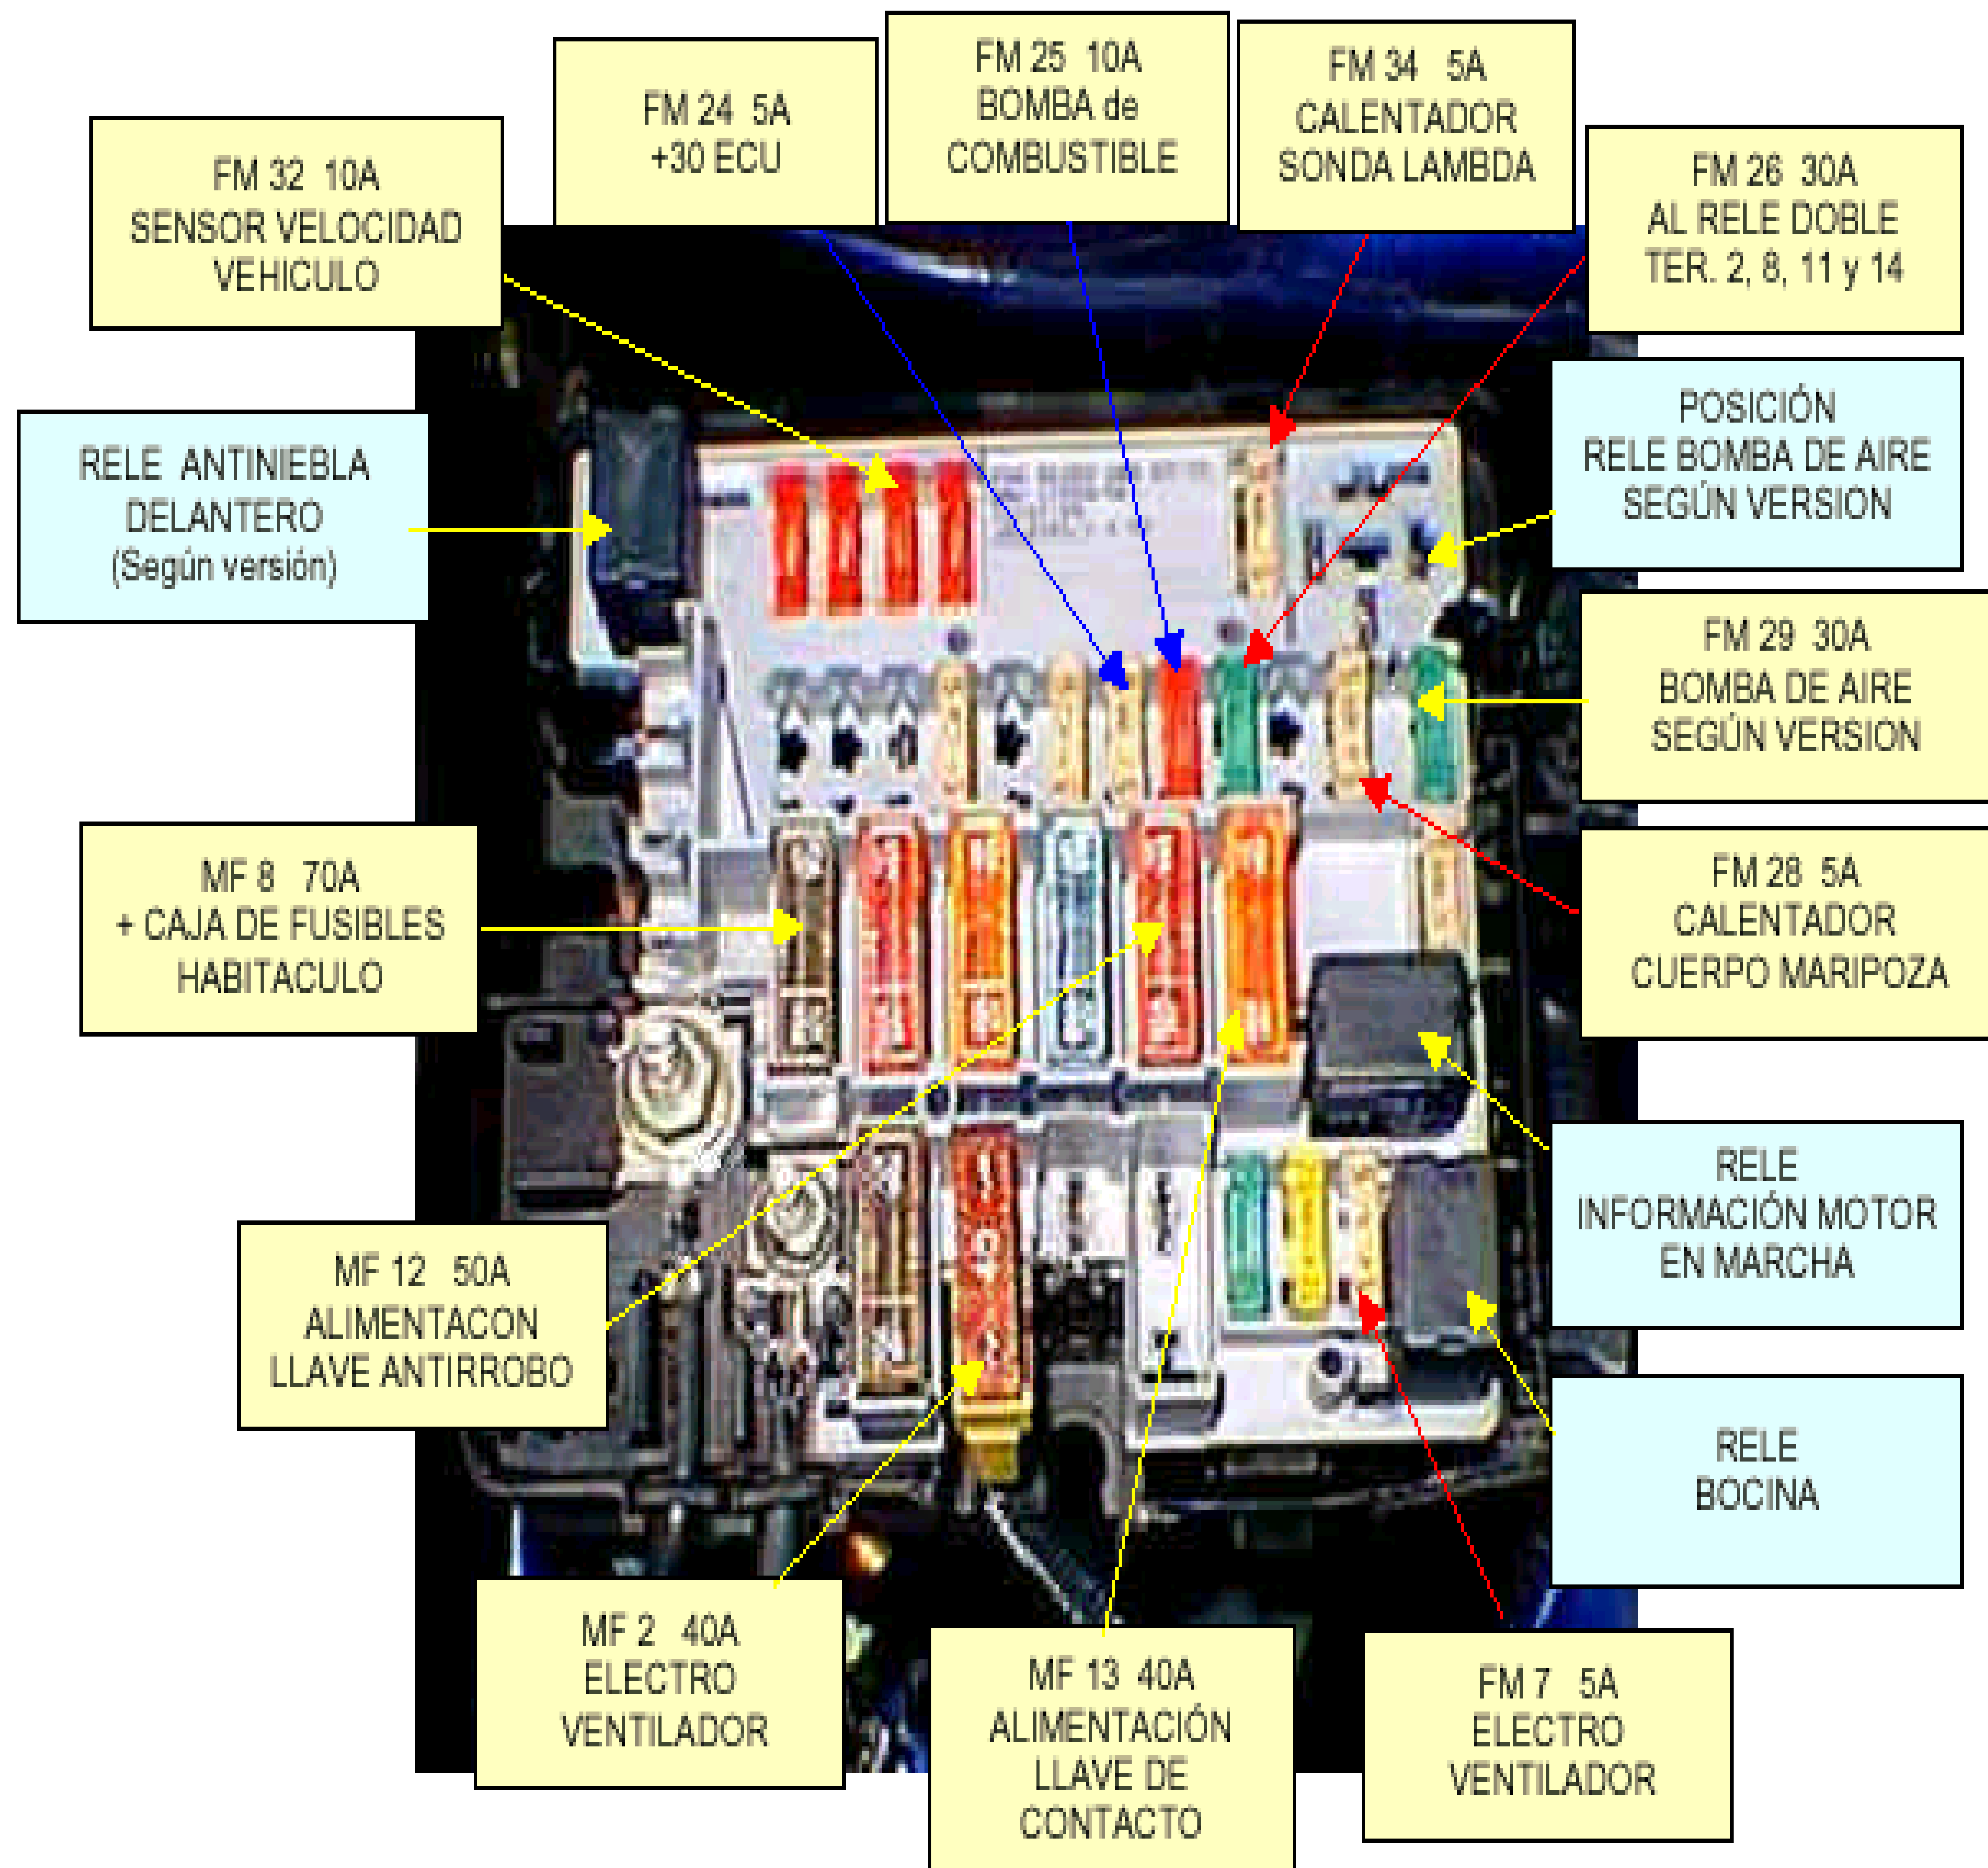 FM 24 5A
+30 ECU
FM 25 10A
BOMBA de
COMBUSTIBLE
FM 34 5A
CALENTADOR
SONDA LAMBDA
FM 32 10A
SENSOR VELOCIDAD
VEHICULO
FM 26 30A
AL RELE DOBLE
TER. 2, 8, 11 y 14
RELE ANTINIEBLA
DELANTERO
(Según versión)
POSICIÓN
RELE BOMBA DE AIRE
SEGÚN VERSION
FM 29 30A
BOMBA DE AIRE
SEGÚN VERSION
MF 8 70A
+ CAJA DE FUSIBLES
HABITACULO
FM 28 5A
CALENTADOR
CUERPO MARIPOZA
MF 12 50A
ALIMENTACON
LLAVE ANTIRROBO
RELE
INFORMACIÓN MOTOR
EN MARCHA
RELE
BOCINA
MF 2 40A
ELECTRO
VENTILADOR
MF 13 40A
ALIMENTACIÓN
LLAVE DE
CONTACTO
FM 7 5A
ELECTRO
VENTILADOR